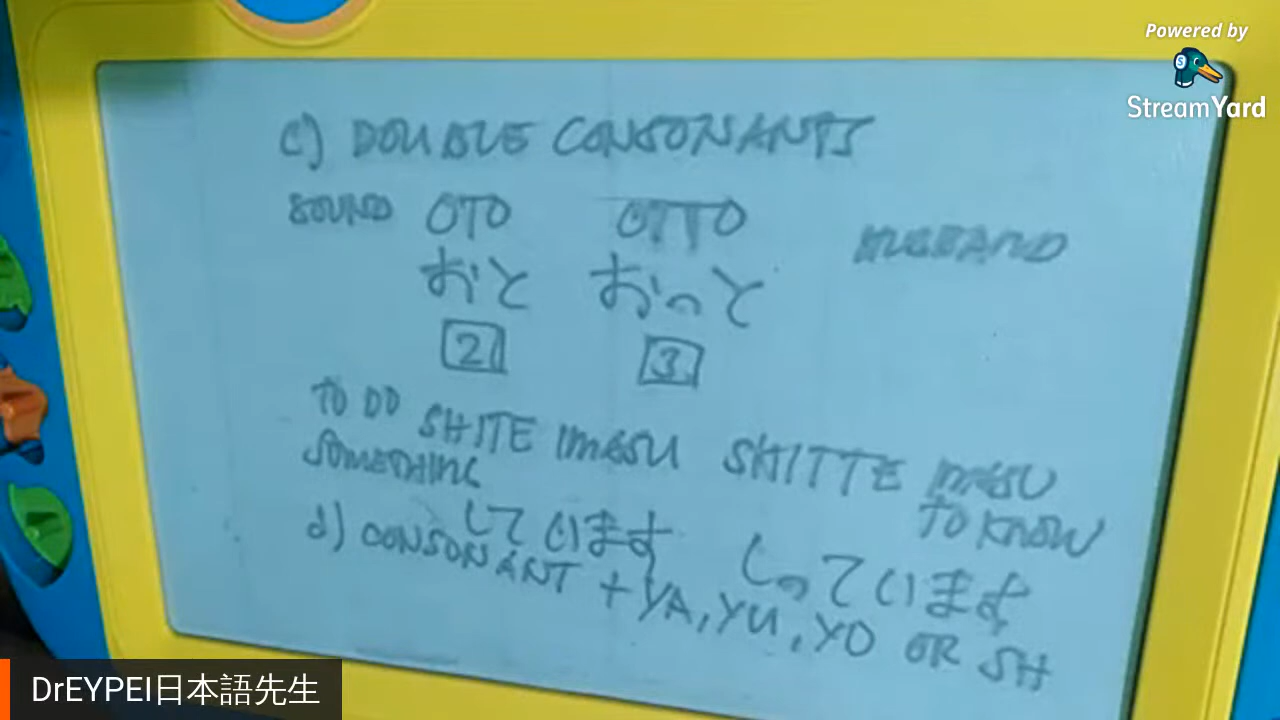 Powered by
StreamYard
C) DOUBLE CONSONANTS
SOUND OTO OTTO HUSBAND
おと おっと
2 3
TO DO SHITE IMASU SHITTE IMASU
SOMETHING TO KNOW
しています しっています
d) CONSONANT + YA, YU, YO OR SH
DrEYPEI日本語先生